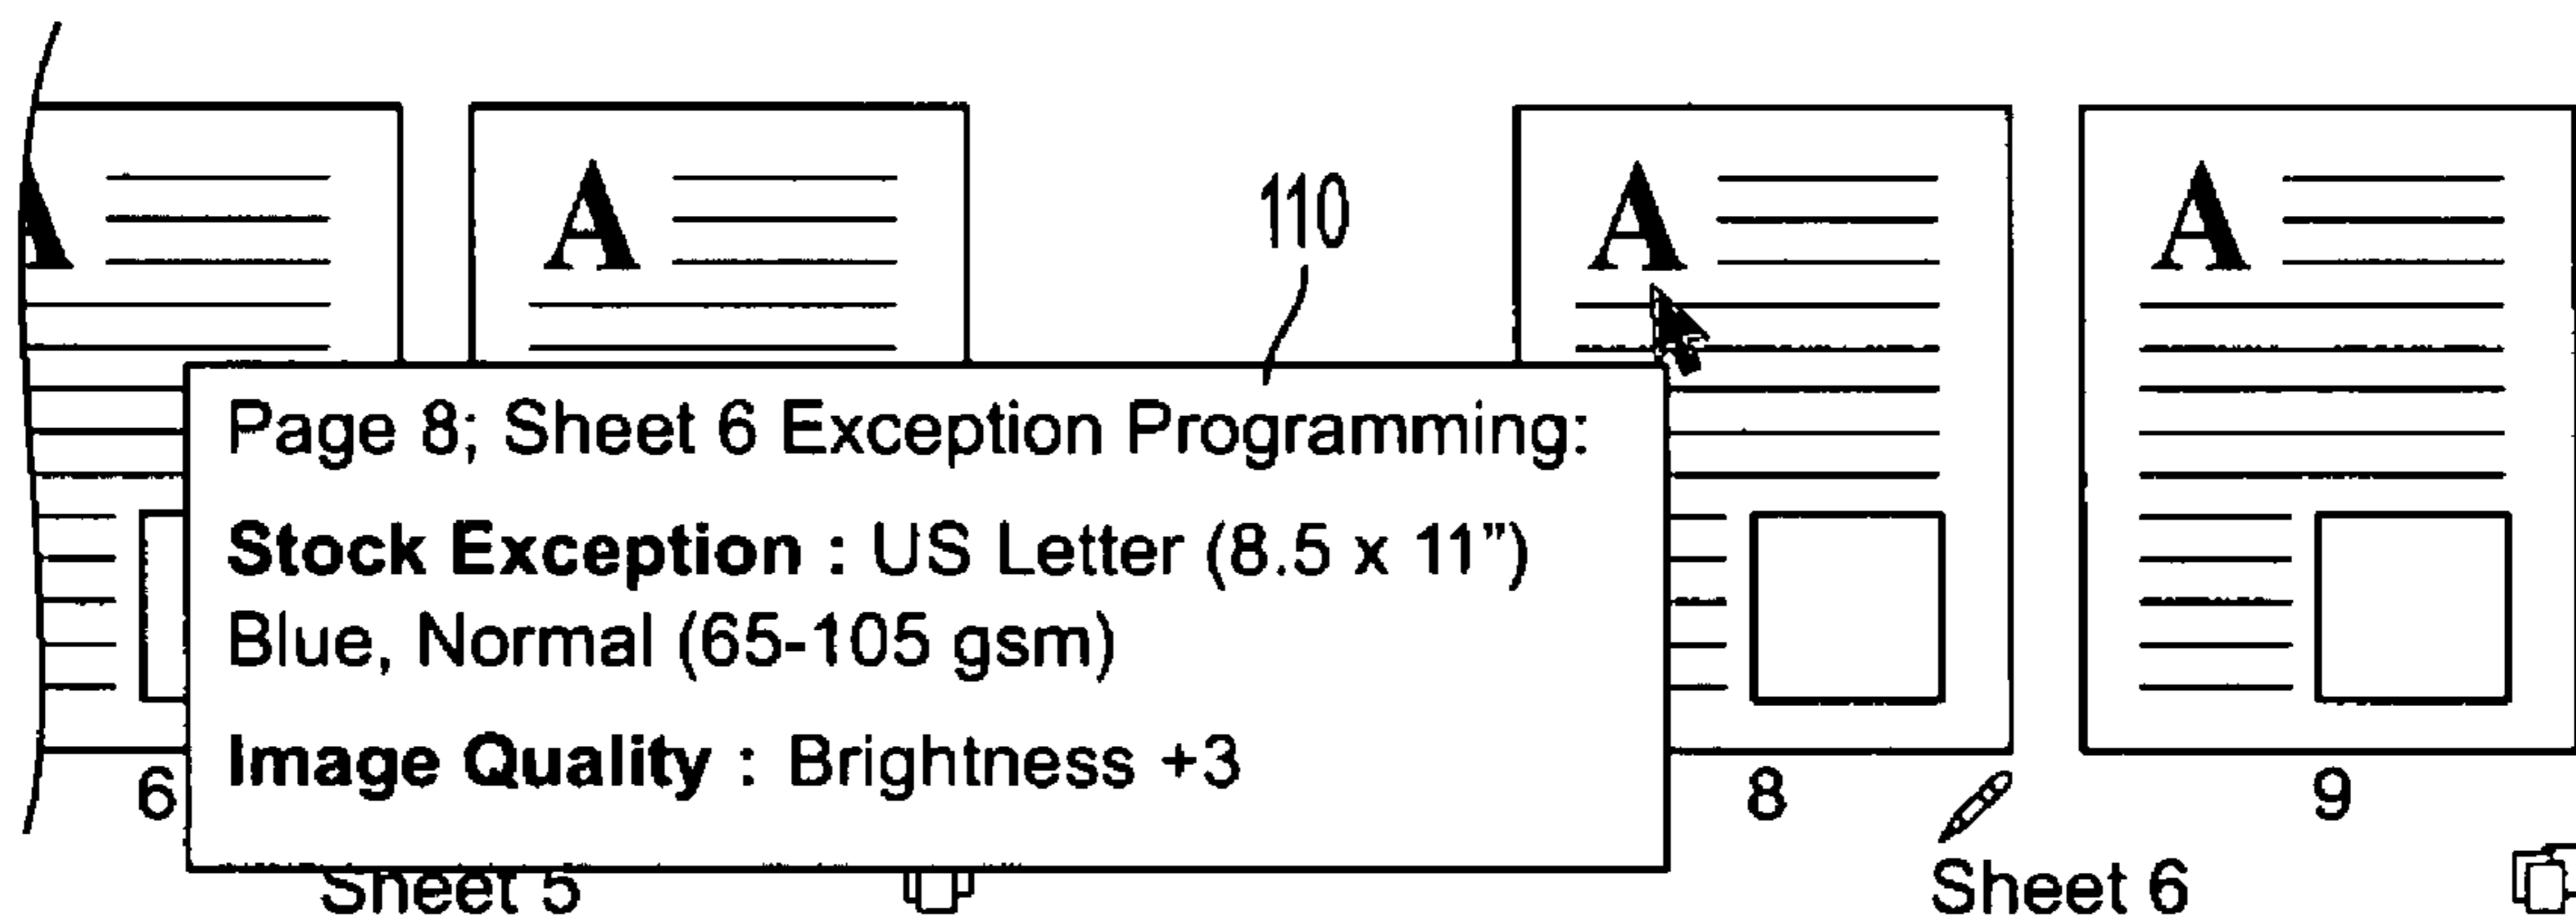 A A A A
110
Page 8; Sheet 6 Exception Programming:
Stock Exception : US Letter (8.5 x 11”)
Blue, Normal (65-105 gsm)
Image Quality : Brightness +3
6 8 9
Sheet 5 Sheet 6